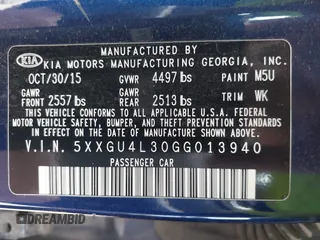 MANUFACTURED BY
KIA KIA MOTORS MANUFACTURING GEORGIA, INC.
OCT/30/15 GVWR 4497 lbs PAINT M5U
GAWR GAWR
FRONT 2557 lbs REAR 2513 lbs TRIM WK
THIS VEHICLE CONFORMS TO ALL APPLICABLE U.S.A. FEDERAL
MOTOR VEHICLE SAFETY, BUMPER, AND THEFT PREVENTION STANDARDS
IN EFFECT ON THE DATE OF MANUFACTURE SHOWN ABOVE.
V.I.N. 5XXGU4L30GG013940
PASSENGER CAR
DREAMBID